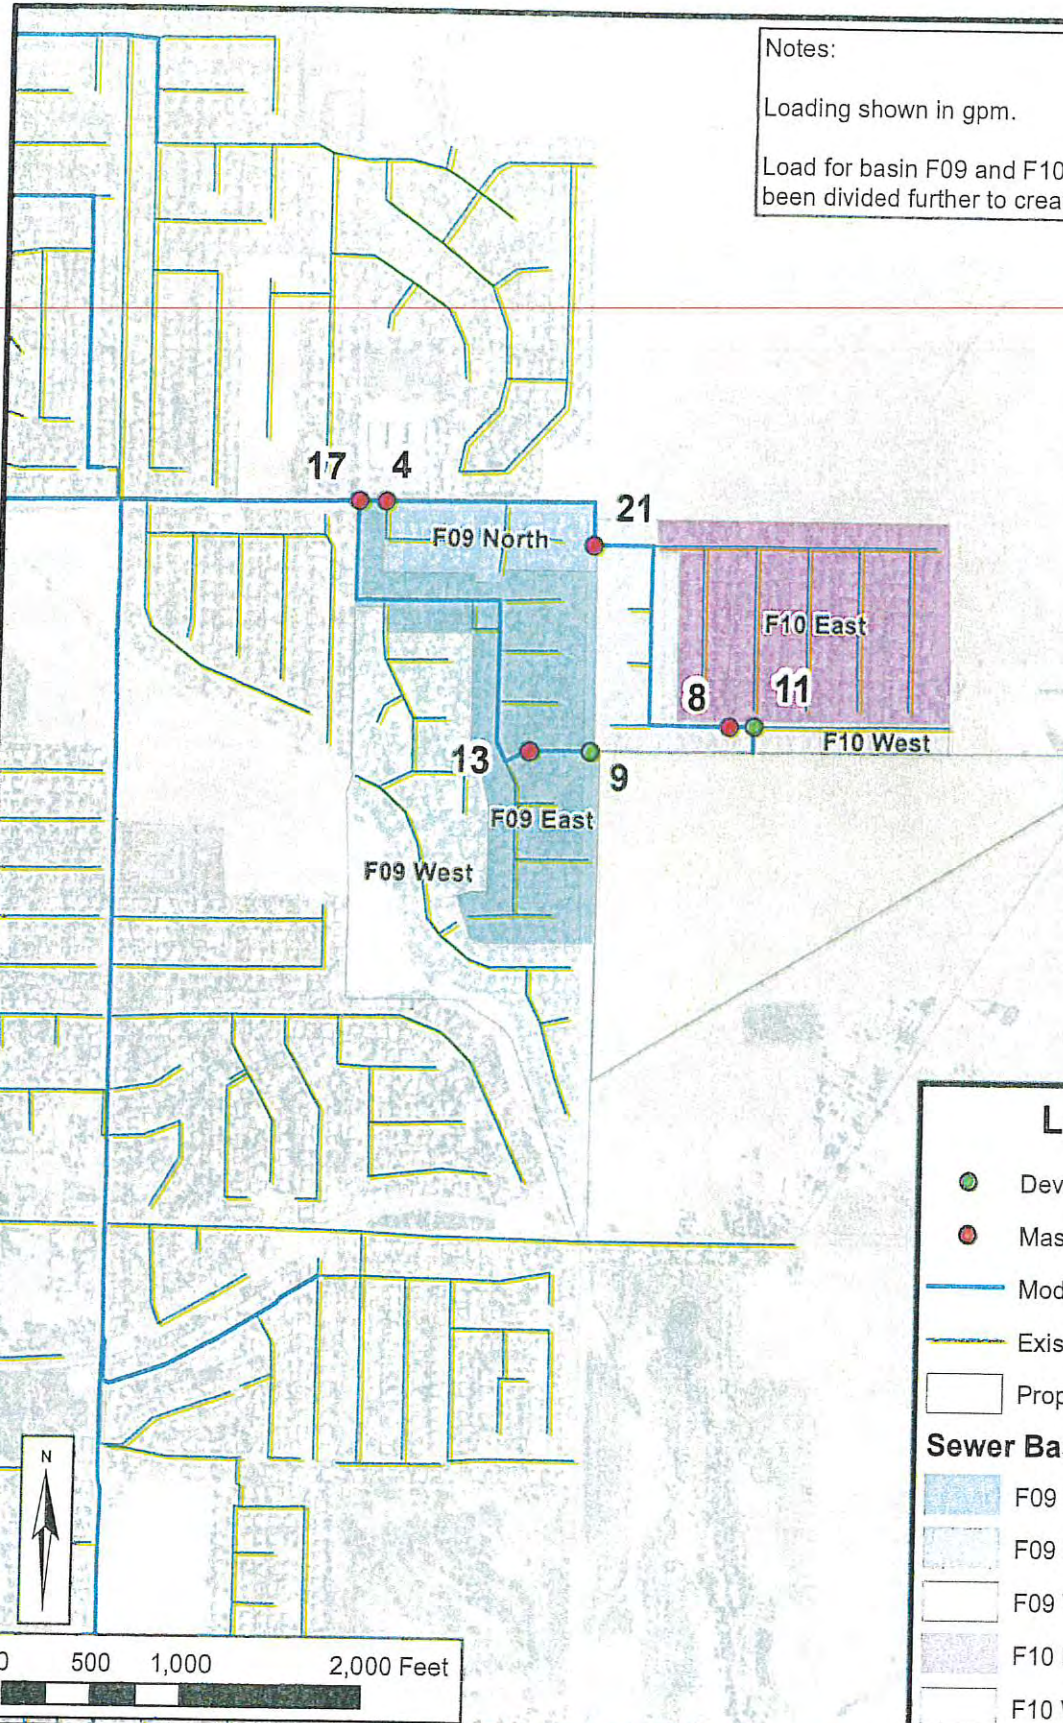 Notes:
Loading shown in gpm.
Load for basin F09 and F10
been divided further to crea
17
4
21
F09 North
F10 East
8
11
F10 West
13
9
F09 East
F09 West
L
Dev
Mas
Mod
Exis
Prop
Sewer Ba
F09
F09
F09
F10
F10 W
N
0 500 1,000 2,000 Feet